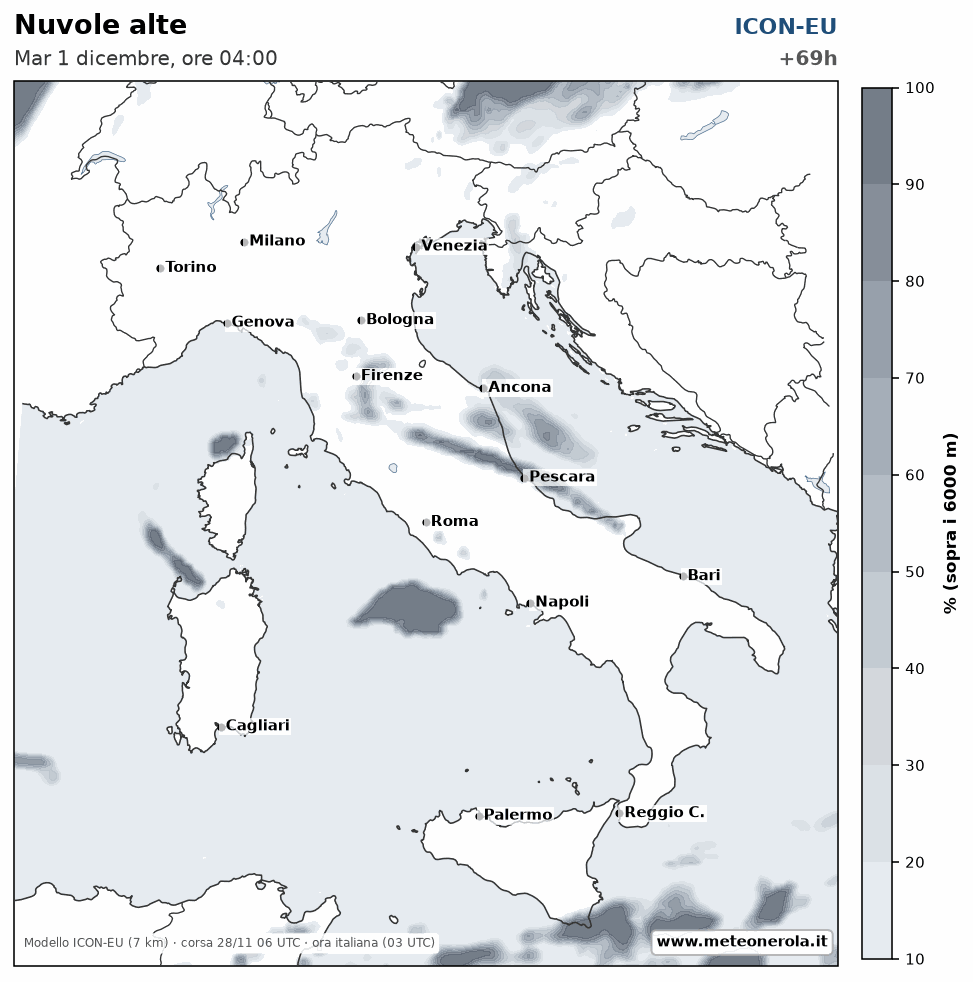 Nuvole alte
ICON-EU
Mar 1 dicembre, ore 04:00
+69h
100
90
80
70
60
50
40
30
20
10
% (sopra i 6000 m)
Milano
Venezia
Torino
Genova
Bologna
Firenze
Ancona
Pescara
Roma
Bari
Napoli
Cagliari
Palermo
Reggio C.
Modello ICON-EU (7 km) · corsa 28/11 06 UTC · ora italiana (03 UTC)
www.meteonerola.it